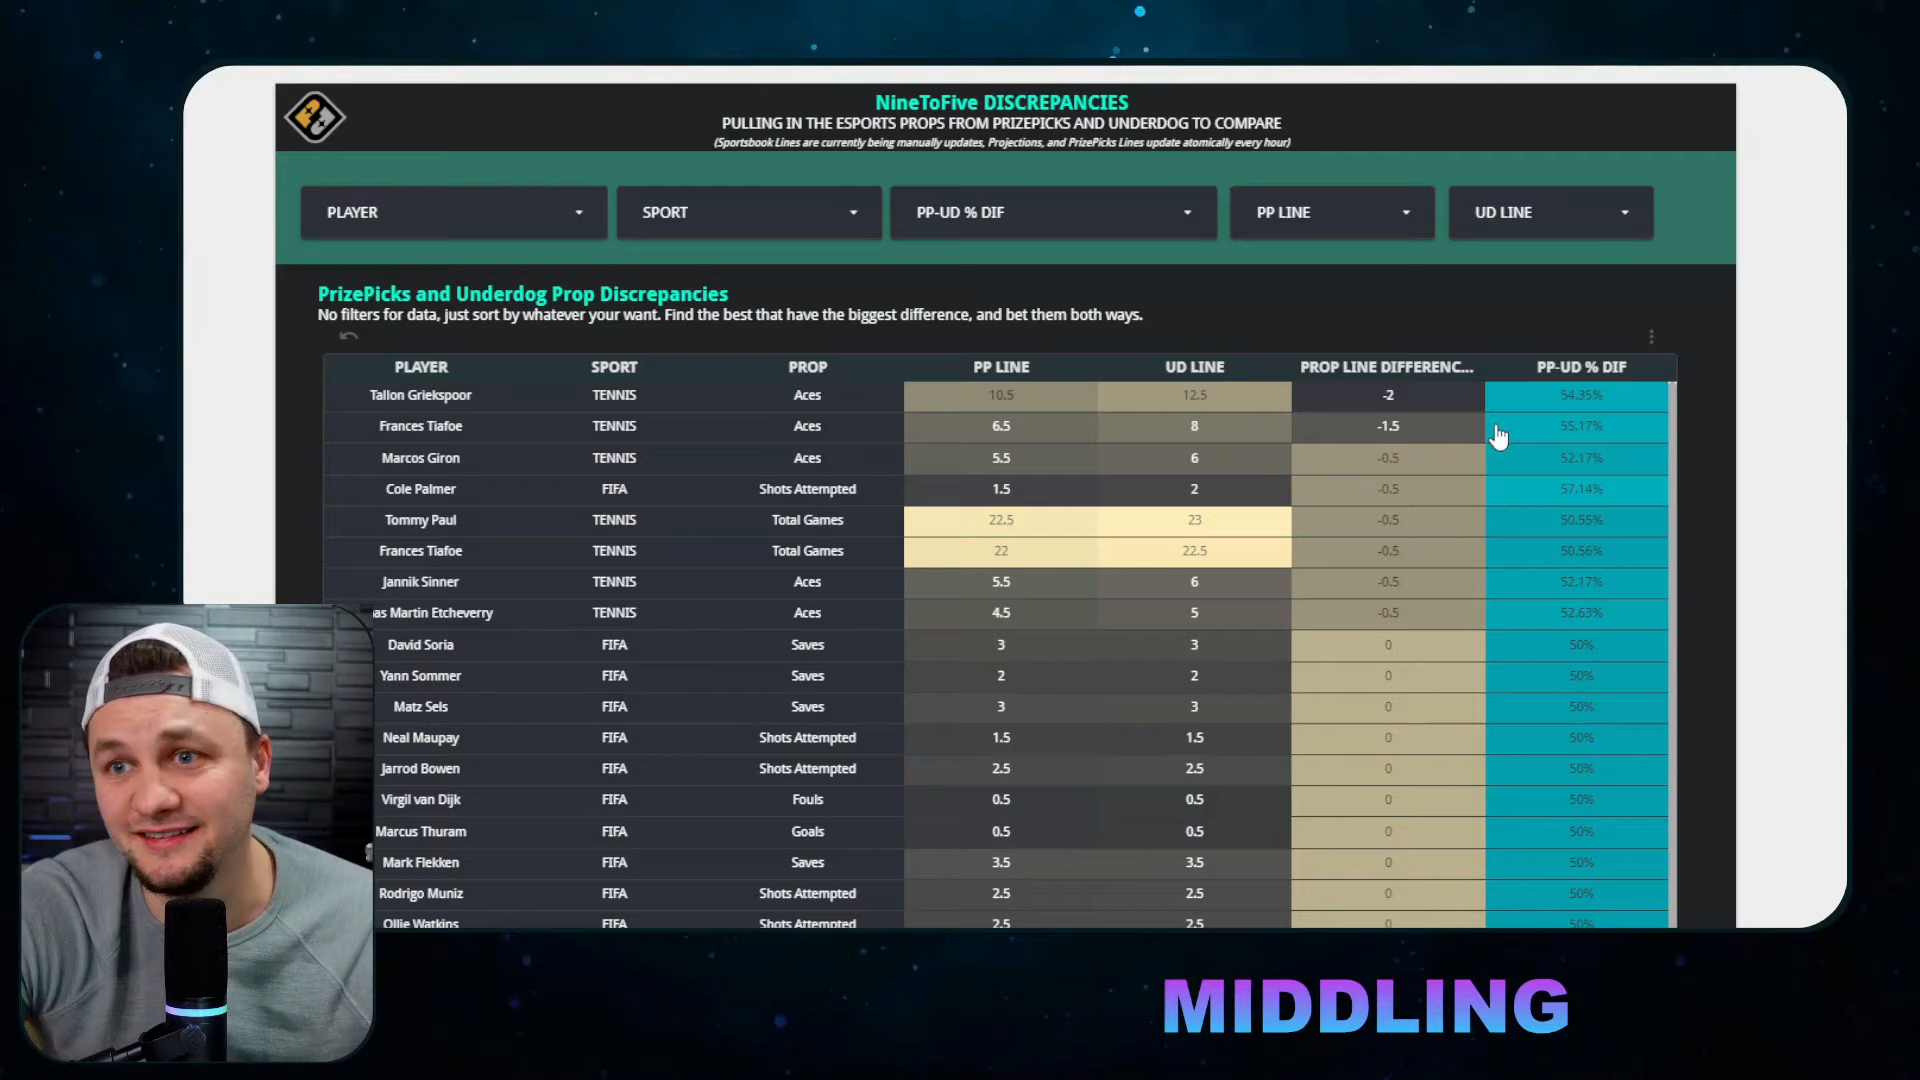 NineToFive DISCREPANCIES
PULLING IN THE ESPORTS PROPS FROM PRIZEPICKS AND UNDERDOG TO COMPARE
(Sportsbook Lines are currently being manually updates, Projections, and PrizePicks Lines update atomically every hour)
PLAYER SPORT PP-UD % DIF PP LINE UD LINE
PrizePicks and Underdog Prop Discrepancies
No filters for data, just sort by whatever your want. Find the best that have the biggest difference, and bet them both ways.
PLAYER SPORT PROP PP LINE UD LINE PROP LINE DIFFERENC... PP-UD % DIF
Tallon Griekspoor TENNIS Aces 10.5 12.5 -2 54.35%
Frances Tiafoe TENNIS Aces 6.5 8 -1.5 55.17%
Marcos Giron TENNIS Aces 5.5 6 -0.5 52.17%
Cole Palmer FIFA Shots Attempted 1.5 2 -0.5 57.14%
Tommy Paul TENNIS Total Games 22.5 23 -0.5 50.55%
Frances Tiafoe TENNIS Total Games 22 22.5 -0.5 50.56%
Jannik Sinner TENNIS Aces 5.5 6 -0.5 52.17%
as Martin Etcheverry TENNIS Aces 4.5 5 -0.5 52.63%
David Soria FIFA Saves 3 3 0 50%
Yann Sommer FIFA Saves 2 2 0 50%
Matz Sels FIFA Saves 3 3 0 50%
Neal Maupay FIFA Shots Attempted 1.5 1.5 0 50%
Jarrod Bowen FIFA Shots Attempted 2.5 2.5 0 50%
Virgil van Dijk FIFA Fouls 0.5 0.5 0 50%
Marcus Thuram FIFA Goals 0.5 0.5 0 50%
Mark Flekken FIFA Saves 3.5 3.5 0 50%
Rodrigo Muniz FIFA Shots Attempted 2.5 2.5 0 50%
Ollie Watkins FIFA Shots Attempted 2.5 2.5 0 50%
MIDDLING